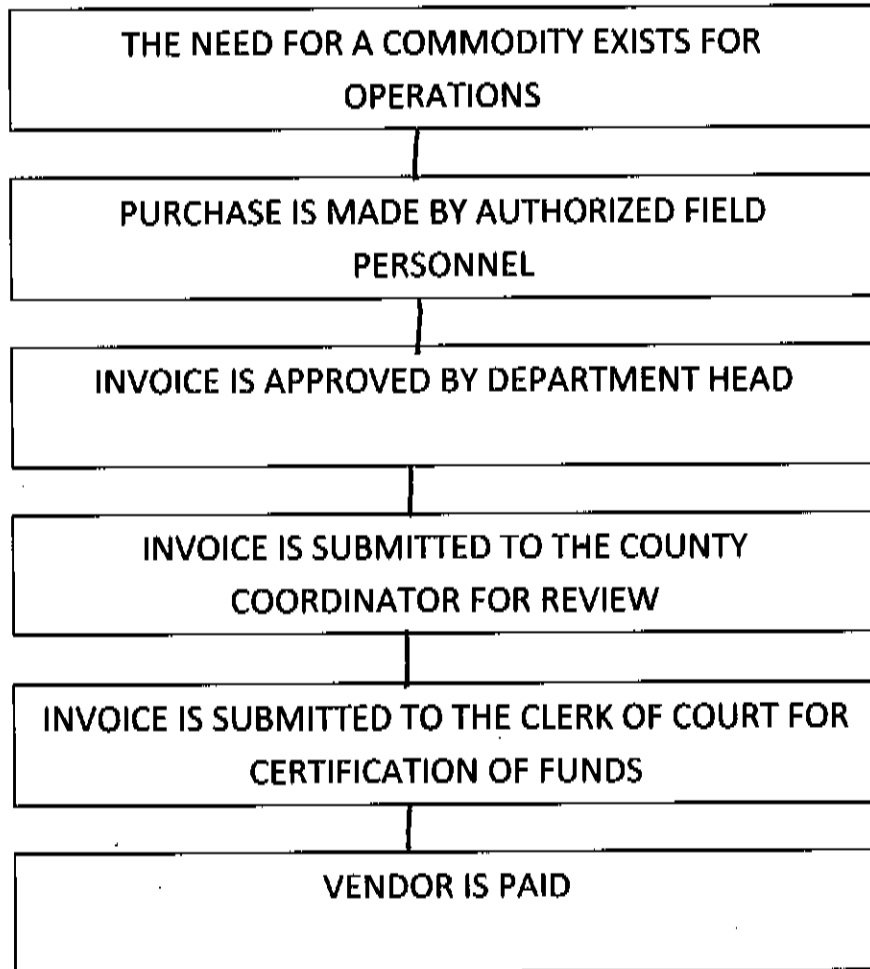 THE NEED FOR A COMMODITY EXISTS FOR
OPERATIONS
PURCHASE IS MADE BY AUTHORIZED FIELD
PERSONNEL
INVOICE IS APPROVED BY DEPARTMENT HEAD
INVOICE IS SUBMITTED TO THE COUNTY
COORDINATOR FOR REVIEW
INVOICE IS SUBMITTED TO THE CLERK OF COURT FOR
CERTIFICATION OF FUNDS
VENDOR IS PAID